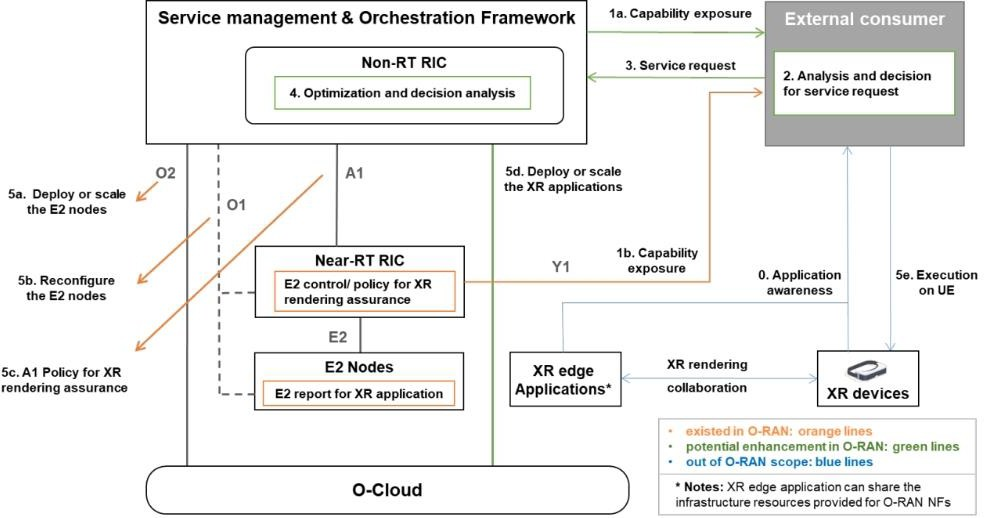 Service management & Orchestration Framework
Non-RT RIC
4. Optimization and decision analysis
1a. Capability exposure
3. Service request
External consumer
2. Analysis and decision
for service request
O2
5a. Deploy or scale
the E2 nodes
O1
A1
5d. Deploy or scale
the XR applications
5b. Reconfigure
the E2 nodes
Near-RT RIC
E2 control/ policy for XR
rendering assurance
Y1
1b. Capability
exposure
0. Application
awareness
5e. Execution
on UE
E2
5c. A1 Policy for XR
rendering assurance
E2 Nodes
E2 report for XR application
XR edge
Applications*
XR rendering
collaboration
XR devices
• existed in O-RAN: orange lines
• potential enhancement in O-RAN: green lines
• out of O-RAN scope: blue lines
* Notes: XR edge application can share the
infrastructure resources provided for O-RAN NFs
O-Cloud